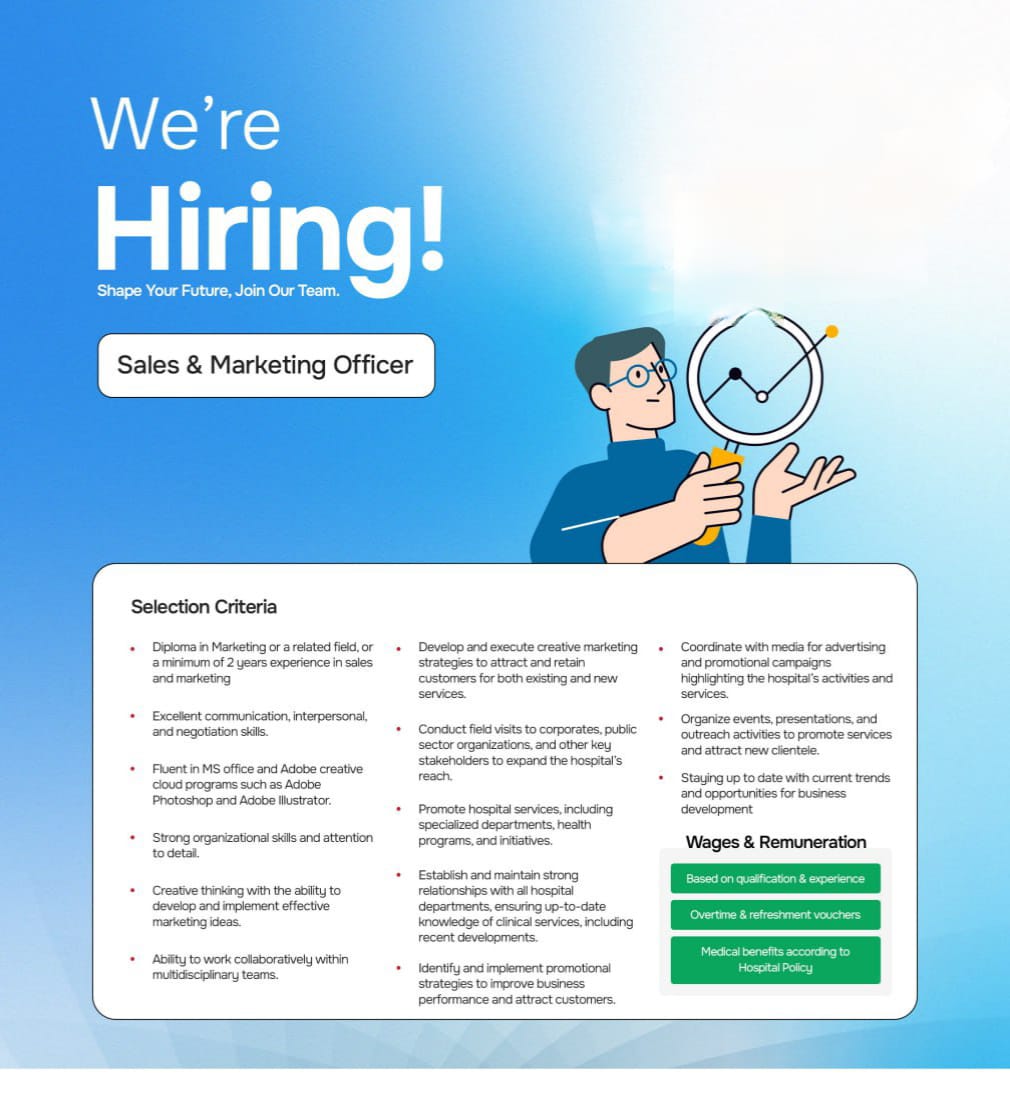 We're
Hiring!
Shape Your Future, Join Our Team.
Sales & Marketing Officer
Selection Criteria
Diploma in Marketing or a related field, or
a minimum of 2 years experience in sales
and marketing
Excellent communication, interpersonal,
and negotiation skills.
Fluent in MS office and Adobe creative
cloud programs such as Adobe
Photoshop and Adobe Illustrator.
Strong organizational skills and attention
to detail.
Creative thinking with the ability to
develop and implement effective
marketing ideas.
Ability to work collaboratively within
multidisciplinary teams.
Develop and execute creative marketing
strategies to attract and retain
customers for both existing and new
services.
Conduct field visits to corporates, public
sector organizations, and other key
stakeholders to expand the hospital's
reach.
Promote hospital services, including
specialized departments, health
programs, and initiatives.
Establish and maintain strong
relationships with all hospital
departments, ensuring up-to-date
knowledge of clinical services, including
recent developments.
Identify and implement promotional
strategies to improve business
performance and attract customers.
Coordinate with media for advertising
and promotional campaigns
highlighting the hospital's activities and
services.
Organize events, presentations, and
outreach activities to promote services
and attract new clientele.
Staying up to date with current trends
and opportunities for business
development
Wages & Remuneration
Based on qualification & experience
Overtime & refreshment vouchers
Medical benefits according to
Hospital Policy